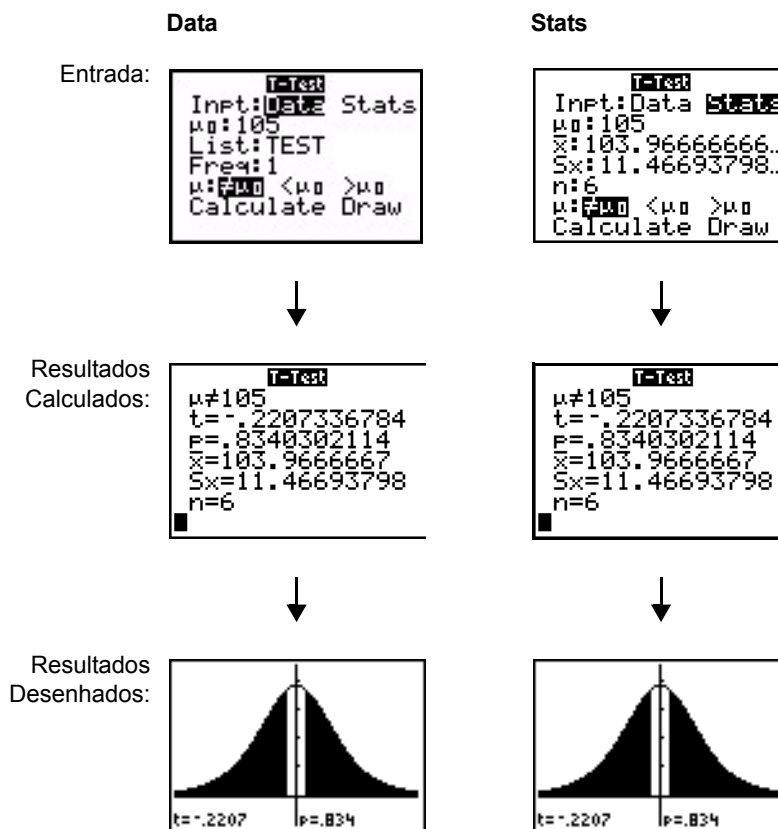 Data
Stats
Entrada:
T-Test
Inpt:Data Stats
μ0:105
List:TEST
Freq:1
μ:≠μ0 <μ0 >μ0
Calculate Draw
T-Test
Inpt:Data Stats
μ0:105
x̄:103.96666666…
Sx:11.46693798…
n:6
μ:≠μ0 <μ0 >μ0
Calculate Draw
Resultados
Calculados:
T-Test
μ≠105
t=-.2207336784
p=.8340302114
x̄=103.9666667
Sx=11.46693798
n=6
T-Test
μ≠105
t=-.2207336784
p=.8340302114
x̄=103.9666667
Sx=11.46693798
n=6
Resultados
Desenhados:
t=-.2207 p=.834
t=-.2207 p=.834